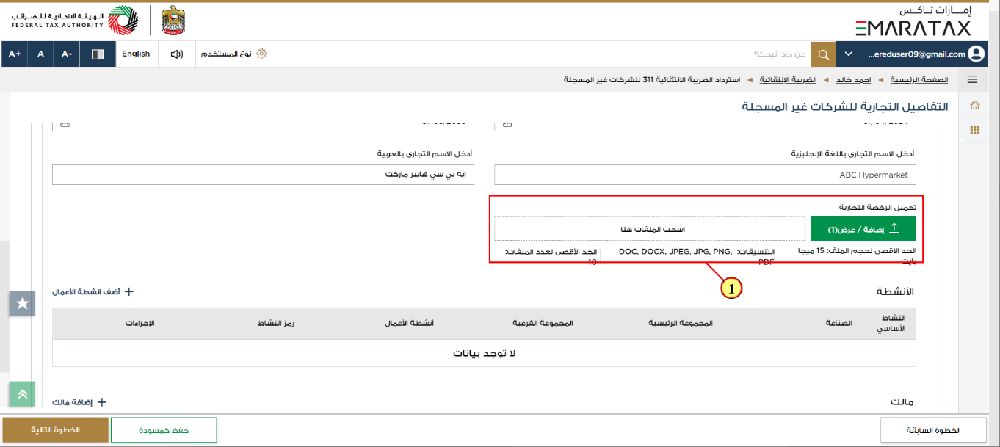 الهيئة الاتحادية للضرائب
FEDERAL TAX AUTHORITY
إمارات تاكس
EMARATAX
A+
A
A-
English
نوع المستخدم
عن ماذا تبحث؟
...ereduser09@gmail.com
الصفحة الرئيسية ◄ احمد خالد ◄ الضريبة الإنتقائية ◄ استرداد الضريبة الانتقائية 311 للشركات غير المسجلة
التفاصيل التجارية للشركات غير المسجلة
أدخل الاسم التجاري باللغة الإنجليزية
أدخل الاسم التجاري بالعربية
ABC Hypermarket
ايه بي سي هايبر ماركت
تحميل الرخصة التجارية
إضافة / عرض(1)
اسحب الملفات هنا
الحد الأقصى لحجم الملف: 15 ميجا
بايت
التنسيقات: DOC, DOCX, JPEG, JPG, PNG,
PDF
الحد الأقصى لعدد الملفات:
10
1
الأنشطة
+ أضف انشطة الأعمال
النشاط
الأساسي
الصناعة
المجموعة الرئيسية
المجموعة الفرعية
أنشطة الأعمال
رمز النشاط
الإجراءات
لا توجد بيانات
مالك
+ إضافة مالك
الخطوة السابقة
حفظ كمسودة
الخطوة التالية